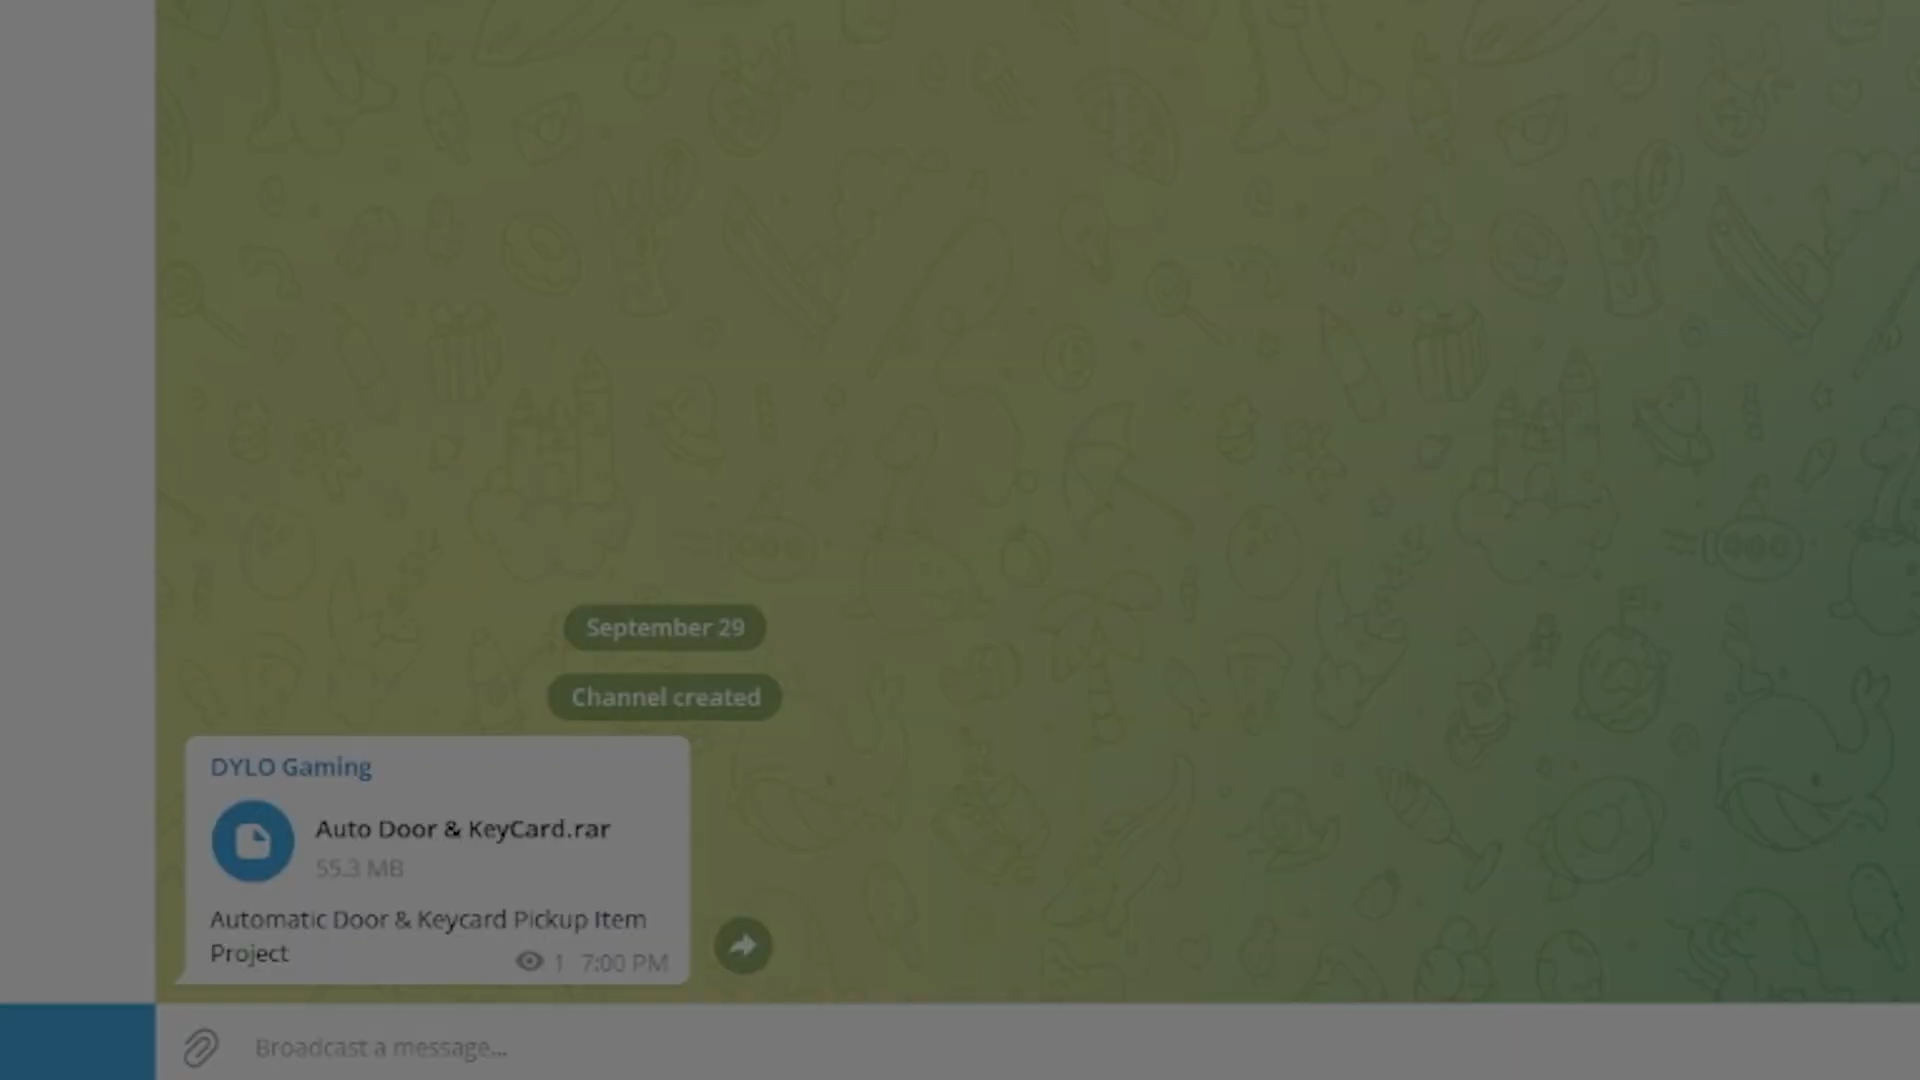 September 29
Channel created
DYLO Gaming
Auto Door & KeyCard.rar
55.3 MB
Automatic Door & Keycard Pickup Item
Project
1 7:00 PM
Broadcast a message...